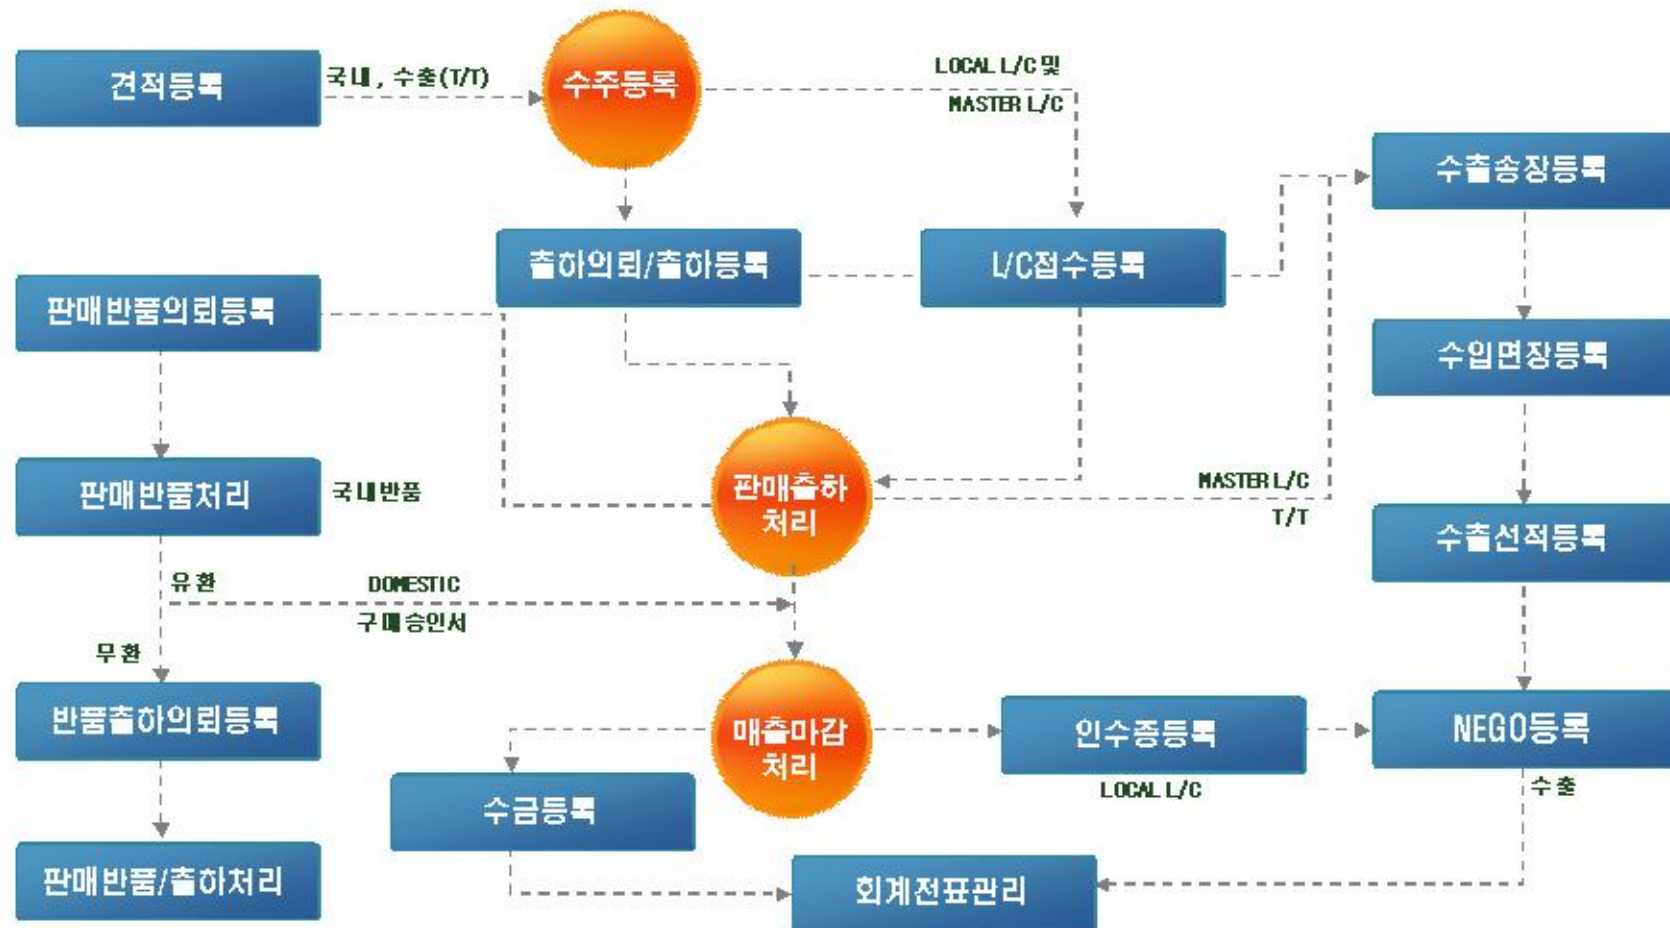 견적등록
국내, 수출(T/T)
수주등록
LOCAL L/C 및
MASTER L/C
수출송장등록
출하의뢰/출하등록
L/C접수등록
판매반품의뢰등록
수입면장등록
판매반품처리
국내반품
판매출하
처리
MASTER L/C
T/T
수출선적등록
유환
DOMESTIC
구매승인서
무환
반품출하의뢰등록
매출마감
처리
인수증등록
LOCAL L/C
NEGO등록
수출
수금등록
판매반품/출하처리
회계전표관리